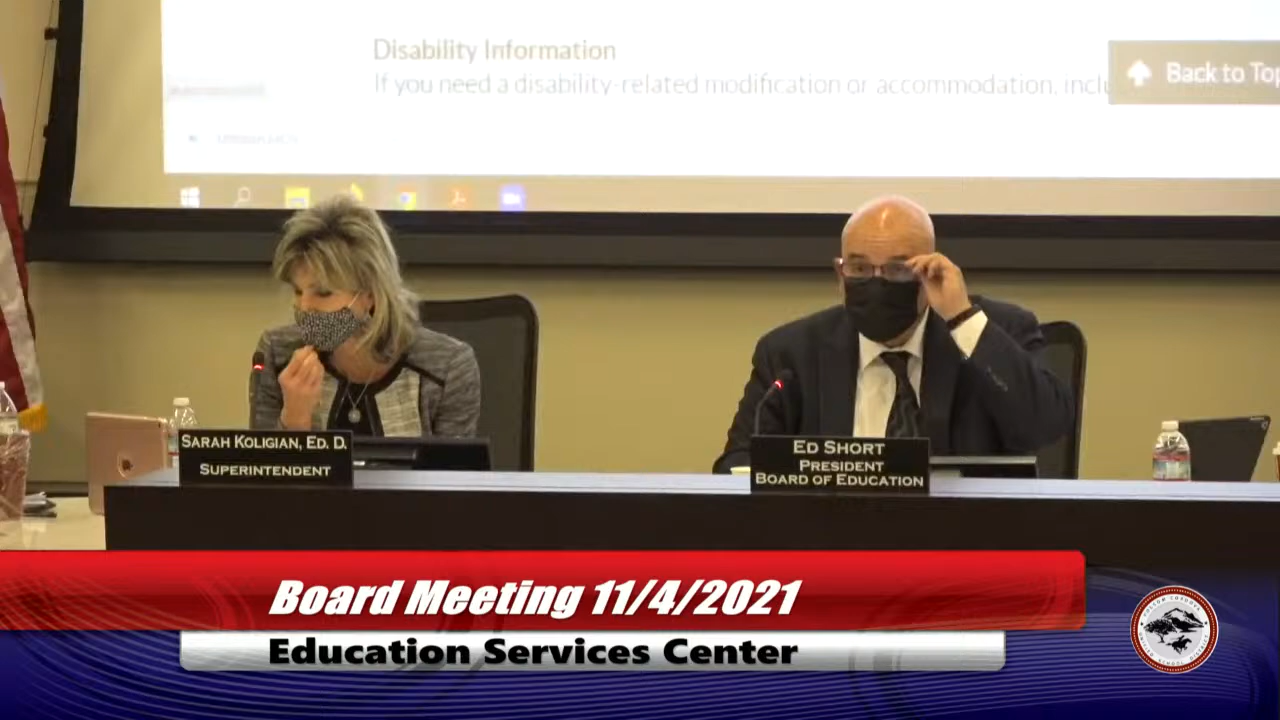 Disability Information
If you need a disability-related modification or accommodation, inclu
Back to Top
SARAH KOLIGIAN, ED. D.
SUPERINTENDENT
ED SHORT
PRESIDENT
BOARD OF EDUCATION
Board Meeting 11/4/2021
Education Services Center